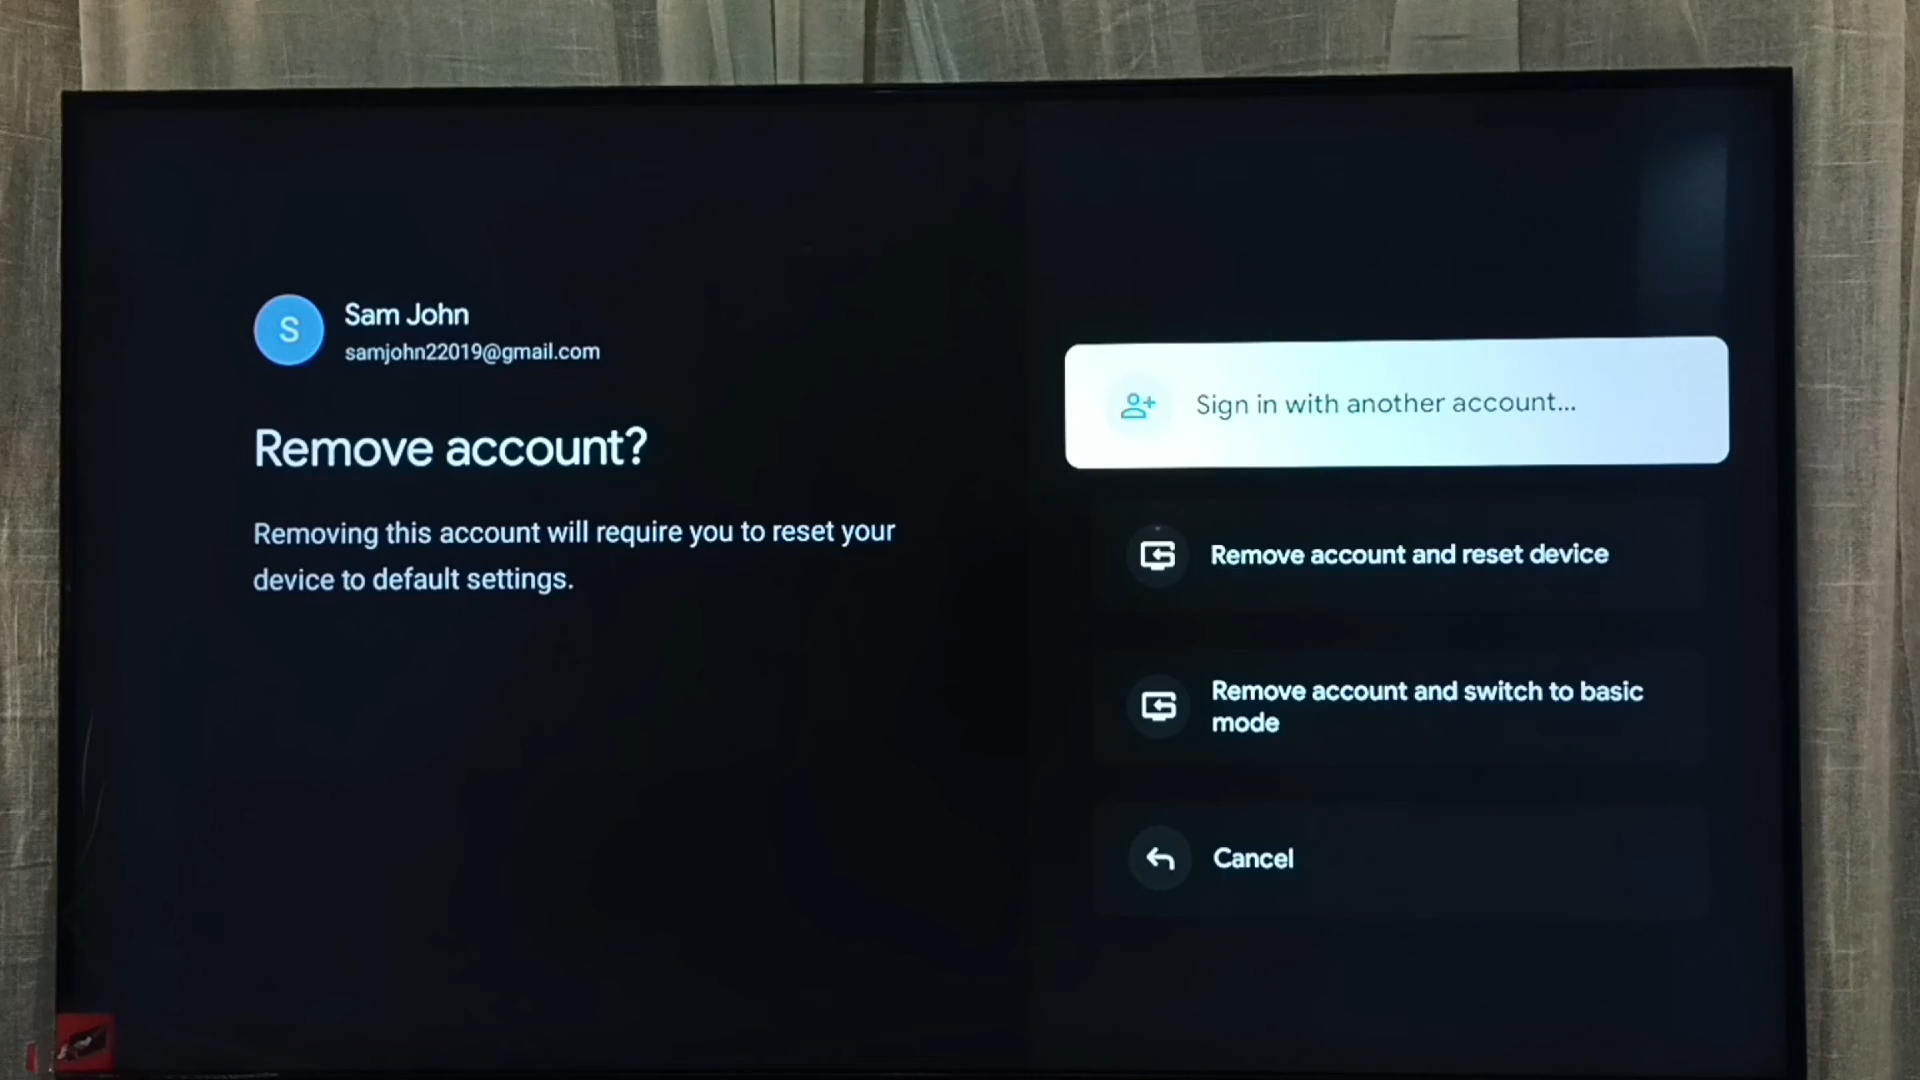 S
Sam John
samjohn22019@gmail.com
Remove account?
Removing this account will require you to reset your
device to default settings.
Sign in with another account...
Remove account and reset device
Remove account and switch to basic
mode
Cancel